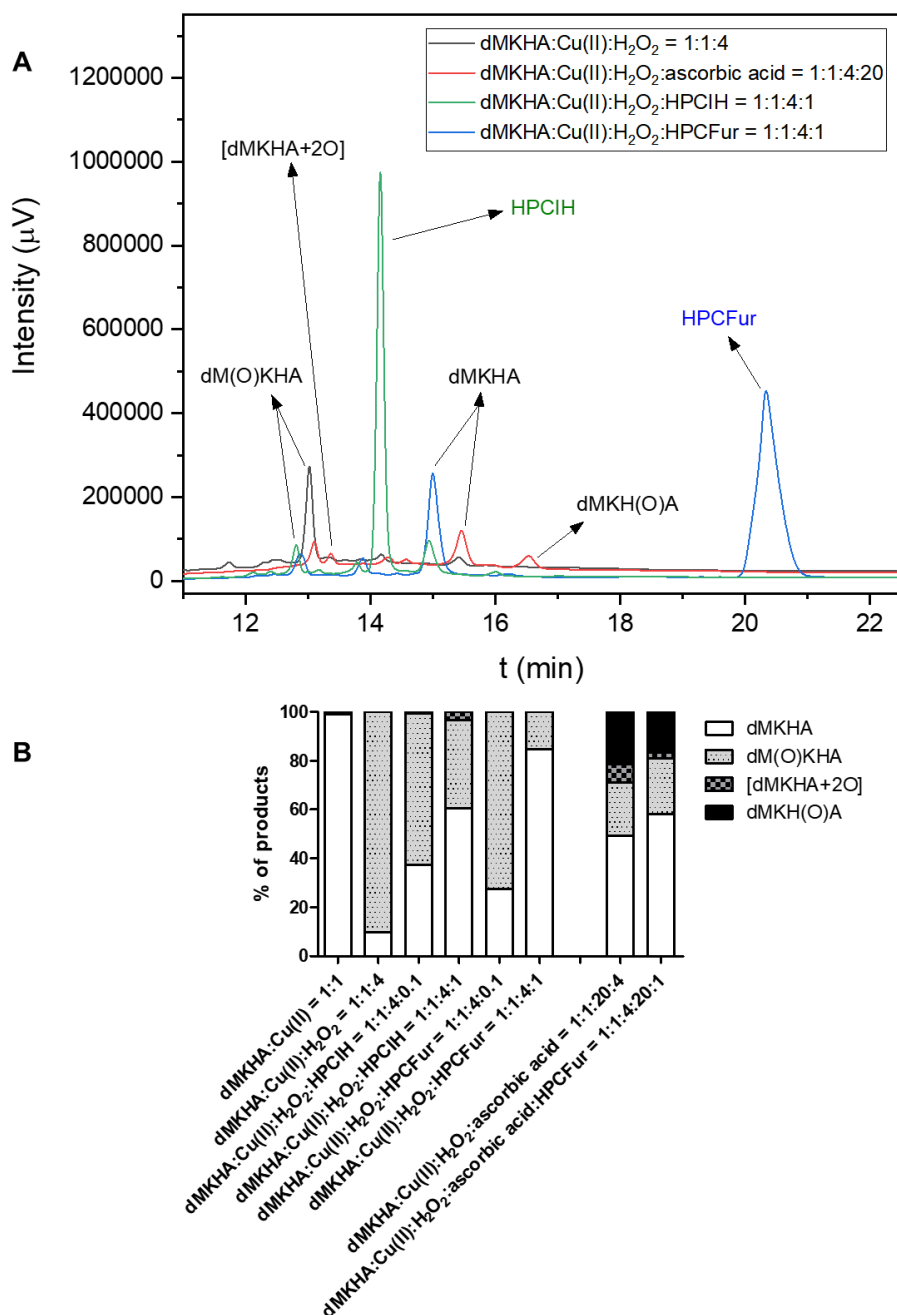 A
dMKHA:Cu(II):H₂O₂ = 1:1:4
dMKHA:Cu(II):H₂O₂:ascorbic acid = 1:1:4:20
dMKHA:Cu(II):H₂O₂:HPCIH = 1:1:4:1
dMKHA:Cu(II):H₂O₂:HPCFur = 1:1:4:1
[dMKHA+2O]
HPCIH
HPCFur
dM(O)KHA
dMKHA
dMKH(O)A
Intensity (µV)
1200000
1000000
800000
600000
400000
200000
0
12 14 16 18 20 22
t (min)
B
% of products
100
80
60
40
20
0
dMKHA
dM(O)KHA
[dMKHA+2O]
dMKH(O)A
dMKHA:Cu(II) = 1:1
dMKHA:Cu(II):H₂O₂ = 1:1:4
dMKHA:Cu(II):H₂O₂:HPCIH = 1:1:4:0.1
dMKHA:Cu(II):H₂O₂:HPCIH = 1:1:4:1
dMKHA:Cu(II):H₂O₂:HPCFur = 1:1:4:0.1
dMKHA:Cu(II):H₂O₂:HPCFur = 1:1:4:1
dMKHA:Cu(II):H₂O₂:ascorbic acid = 1:1:20:4
dMKHA:Cu(II):H₂O₂:ascorbic acid:HPCFur = 1:1:4:20:1